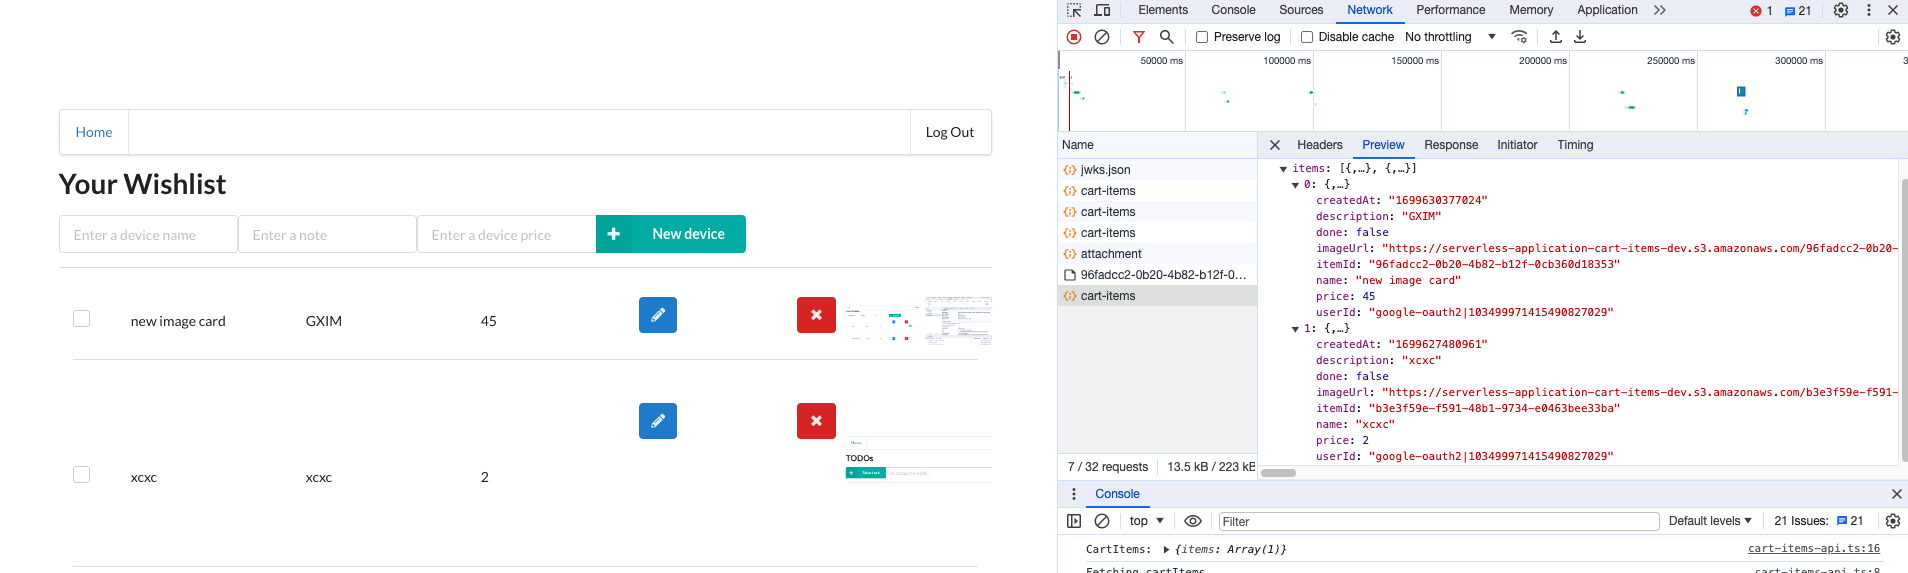 Home
Log Out
Your Wishlist
Enter a device name
Enter a note
Enter a device price
New device
new image card
GXIM
45
xcxc
xcxc
2
Home
TODOs
New task
Elements
Console
Sources
Network
Performance
Memory
Application
1
21
Preserve log
Disable cache
No throttling
50000 ms
100000 ms
150000 ms
200000 ms
250000 ms
300000 ms
3
Name
jwks.json
cart-items
cart-items
cart-items
attachment
96fadcc2-0b20-4b82-b12f-0...
cart-items
7 / 32 requests
13.5 kB / 223 kB
Headers
Preview
Response
Initiator
Timing
items: [{,…}, {,…}]
0: {,…}
createdAt: "1699630377024"
description: "GXIM"
done: false
imageUrl: "https://serverless-application-cart-items-dev.s3.amazonaws.com/96fadcc2-0b20-
itemId: "96fadcc2-0b20-4b82-b12f-0cb360d18353"
name: "new image card"
price: 45
userId: "google-oauth2|103499971415490827029"
1: {,…}
createdAt: "1699627480961"
description: "xcxc"
done: false
imageUrl: "https://serverless-application-cart-items-dev.s3.amazonaws.com/b3e3f59e-f591-
itemId: "b3e3f59e-f591-48b1-9734-e0463bee33ba"
name: "xcxc"
price: 2
userId: "google-oauth2|103499971415490827029"
Console
top
Filter
Default levels
21 Issues:
21
CartItems: {items: Array(1)}
cart-items-api.ts:16
Fetching cartItems
cart-items-api.ts:8